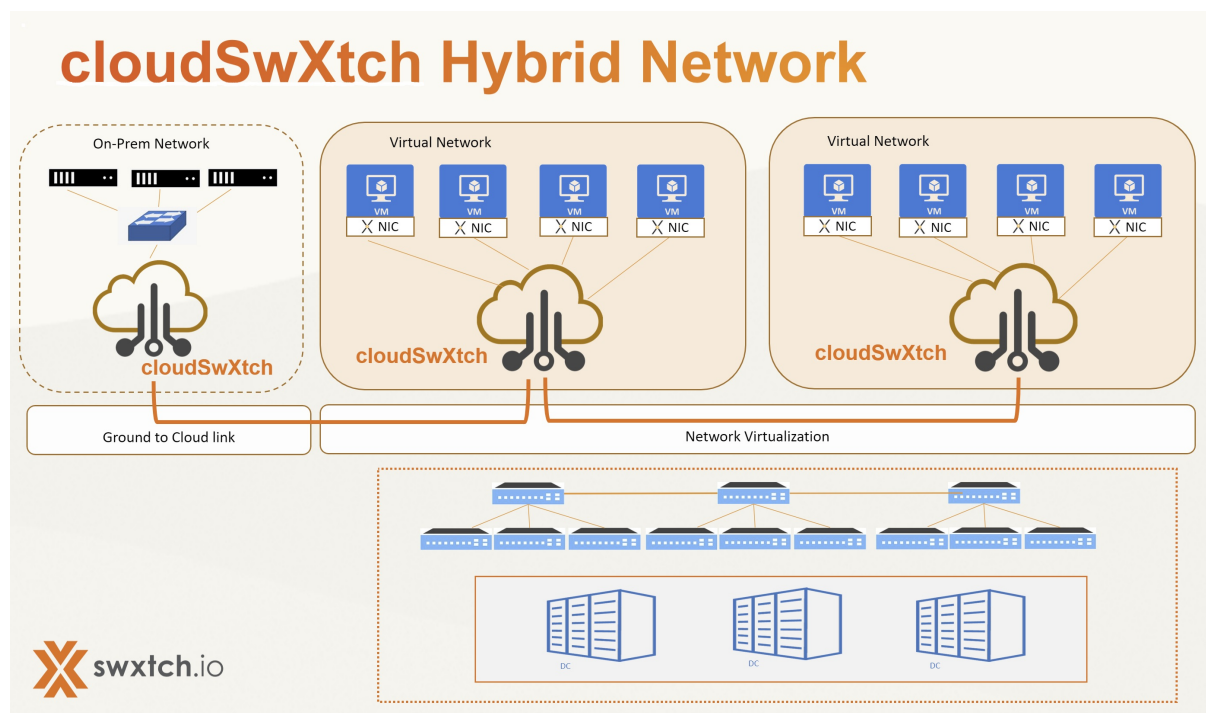 cloudSwXtch Hybrid Network
On-Prem Network
Virtual Network
Virtual Network
VM
VM
VM
VM
X NIC
X NIC
X NIC
X NIC
VM
VM
VM
VM
X NIC
X NIC
X NIC
X NIC
cloudSwXtch
cloudSwXtch
cloudSwXtch
Ground to Cloud link
Network Virtualization
DC
DC
DC
swxtch.io